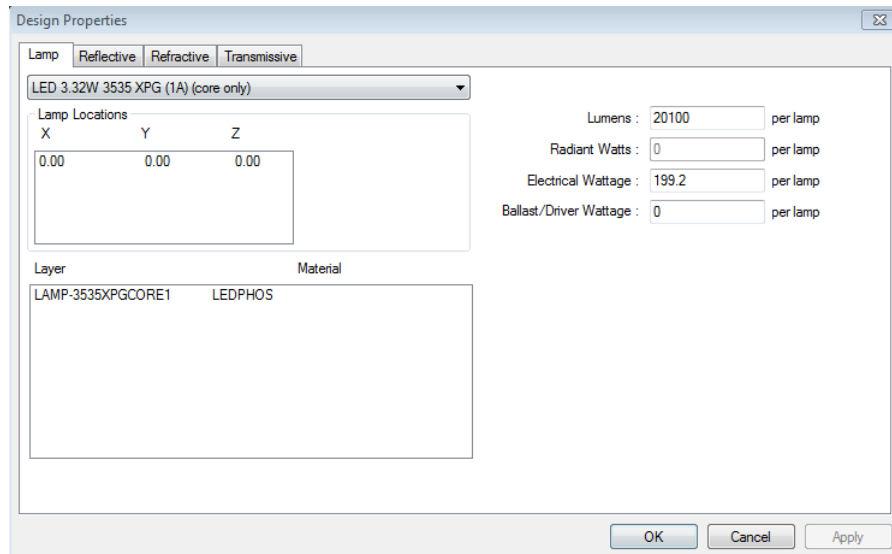 Design Properties
Lamp Reflective Refractive Transmissive
LED 3.32W 3535 XPG (1A) (core only)
Lamp Locations
X Y Z
0.00 0.00 0.00
Lumens : 20100 per lamp
Radiant Watts : 0 per lamp
Electrical Wattage : 199.2 per lamp
Ballast/Driver Wattage : 0 per lamp
Layer Material
LAMP-3535XPGCORE1 LEDPHOS
OK Cancel Apply